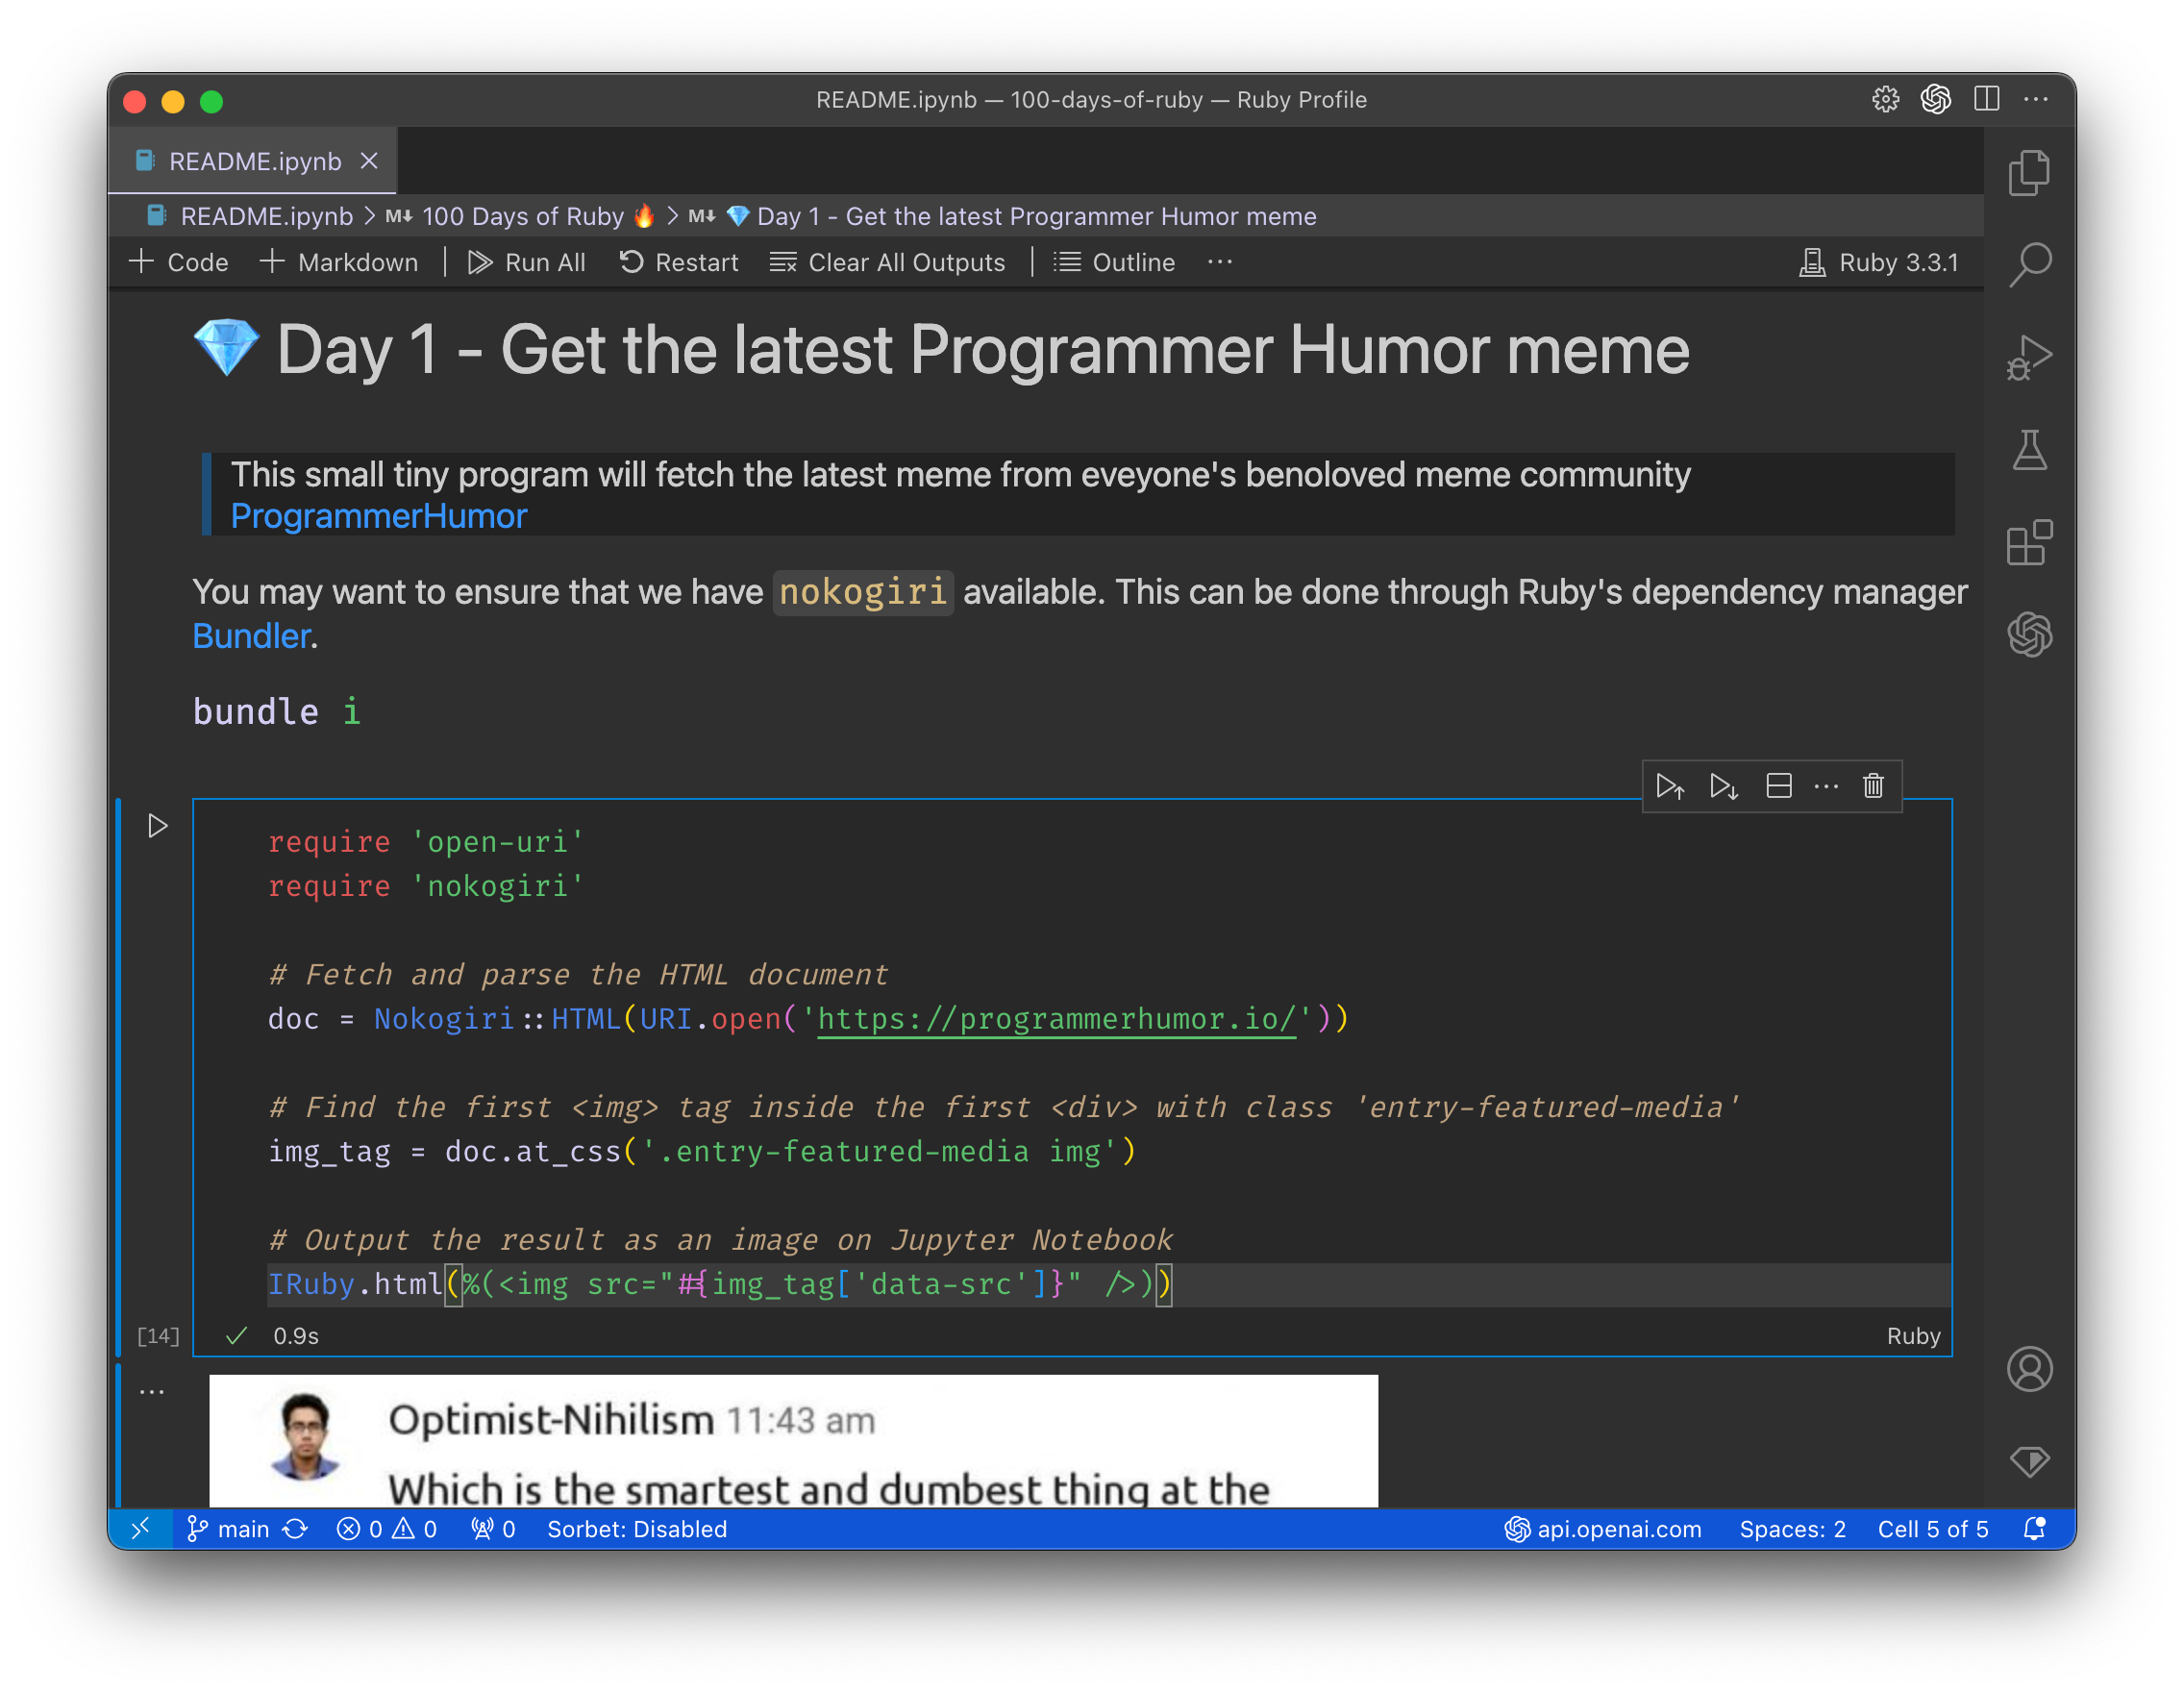 README.ipynb — 100-days-of-ruby — Ruby Profile
README.ipynb
README.ipynb > M↓ 100 Days of Ruby 🔥 > M↓ 💎 Day 1 - Get the latest Programmer Humor meme
+ Code + Markdown Run All Restart Clear All Outputs Outline ... Ruby 3.3.1
💎 Day 1 - Get the latest Programmer Humor meme
This small tiny program will fetch the latest meme from eveyone's benoloved meme community
ProgrammerHumor
You may want to ensure that we have nokogiri available. This can be done through Ruby's dependency manager
Bundler.
bundle i
require 'open-uri'
require 'nokogiri'
# Fetch and parse the HTML document
doc = Nokogiri::HTML(URI.open('https://programmerhumor.io/'))
# Find the first <img> tag inside the first <div> with class 'entry-featured-media'
img_tag = doc.at_css('.entry-featured-media img')
# Output the result as an image on Jupyter Notebook
IRuby.html(%(<img src="#{img_tag['data-src']}" />))
[14] 0.9s Ruby
Optimist-Nihilism 11:43 am
Which is the smartest and dumbest thing at the
main 0 0 0 Sorbet: Disabled api.openai.com Spaces: 2 Cell 5 of 5